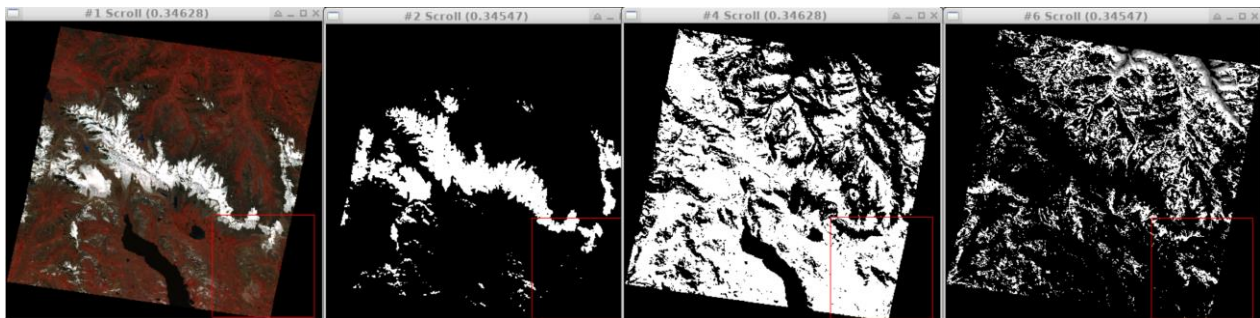 #1 Scroll (0.34628)
#2 Scroll (0.34547)
#4 Scroll (0.34628)
#6 Scroll (0.34547)